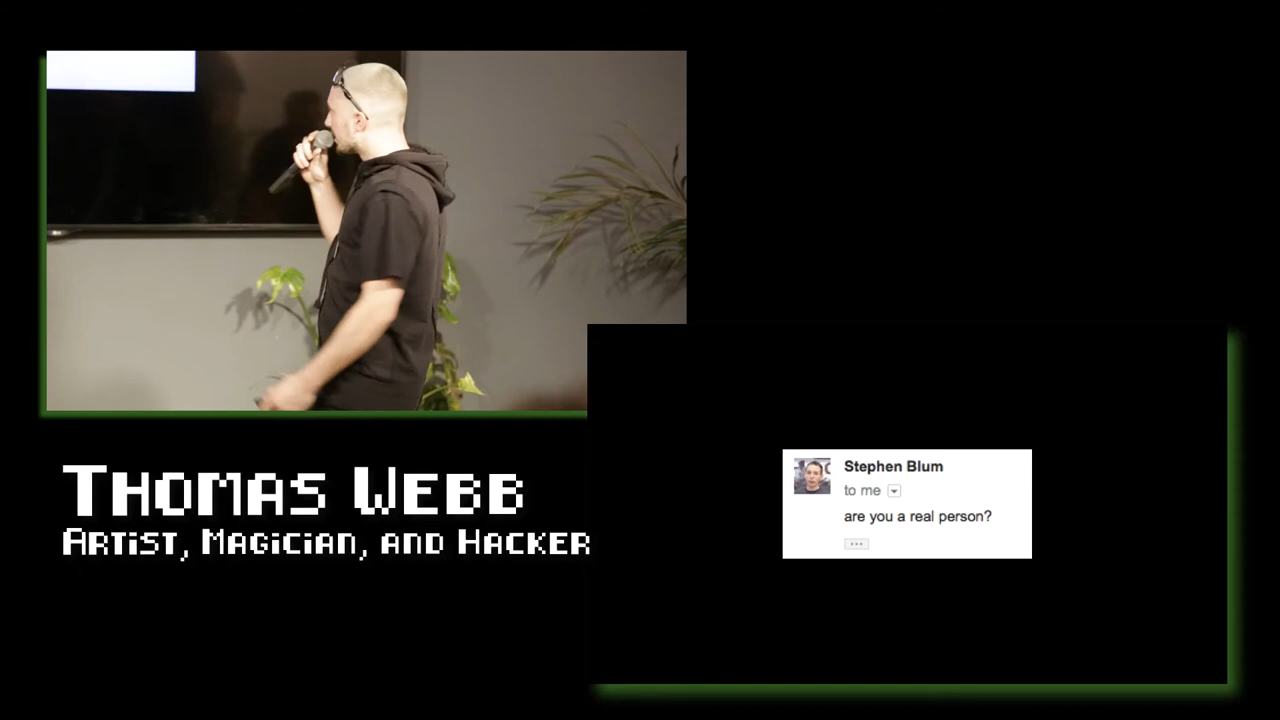 Thomas Webb
Artist, Magician, and Hacker
Stephen Blum
to me
are you a real person?